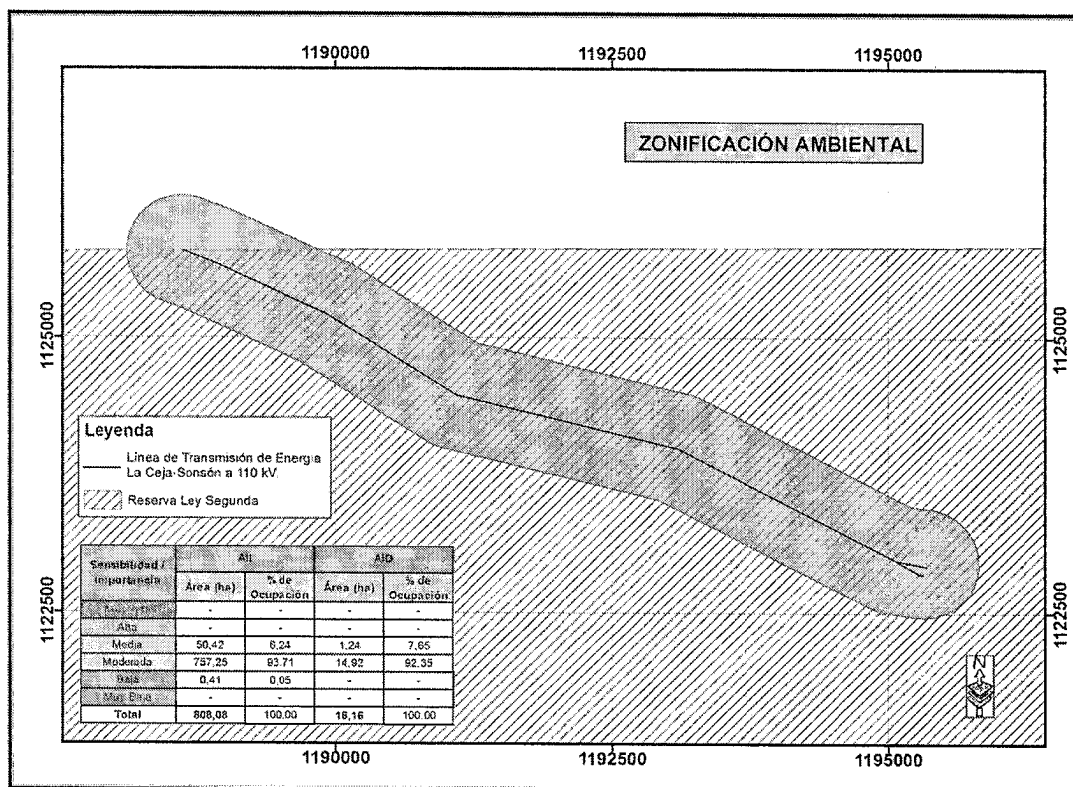 1190000 1192500 1195000
ZONIFICACIÓN AMBIENTAL
1125000 1125000
Leyenda
Línea de Transmisión de Energía
La Ceja-Sonsón a 110 kV.
Reserva Ley Segunda
Sensibilidad / AII AID
Importancia Área (ha) % de Ocupación Área (ha) % de Ocupación
- - - -
Alta - - - -
Media 50,42 6,24 1,24 7,65
Moderada 757,25 93,71 14,92 92,35
Baja 0,41 0,05 - -
Muy Baja - - - -
Total 808,08 100,00 16,16 100,00
1122500 1122500
N
1190000 1192500 1195000